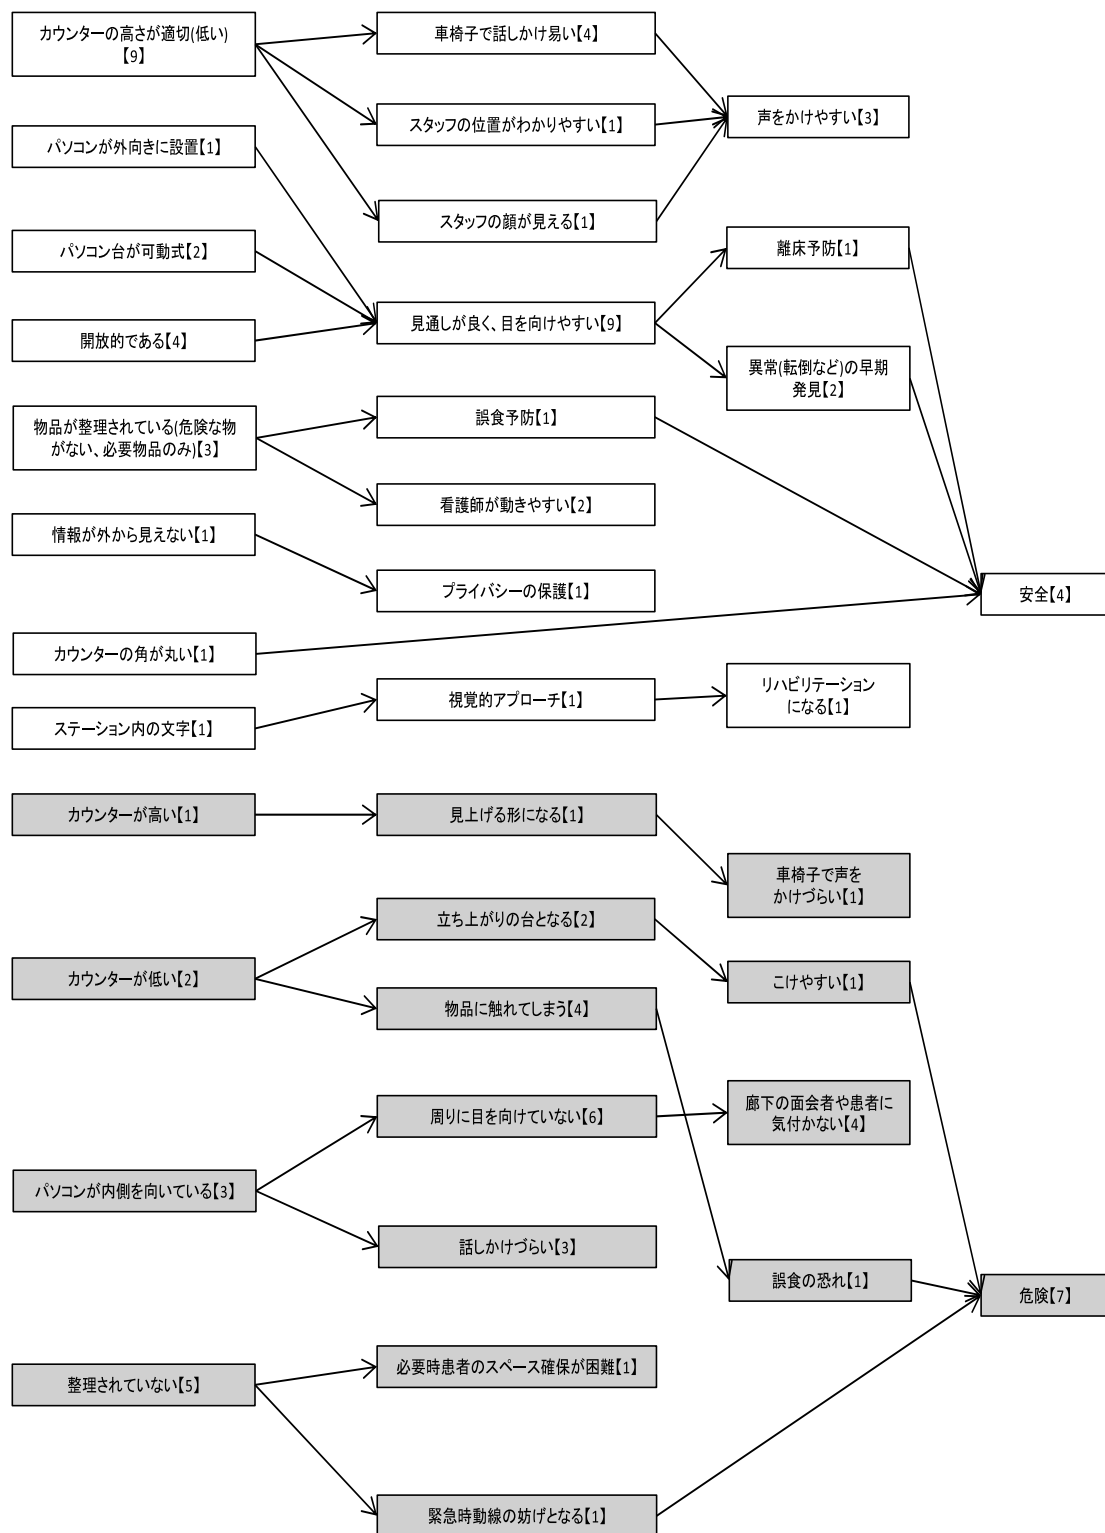 カウンターの高さが適切(低い)
【9】
車椅子で話しかけ易い【4】
スタッフの位置がわかりやすい【1】
声をかけやすい【3】
パソコンが外向きに設置【1】
スタッフの顔が見える【1】
パソコン台が可動式【2】
離床予防【1】
開放的である【4】
見通しが良く、目を向けやすい【9】
異常(転倒など)の早期
発見【2】
物品が整理されている(危険な物
がない、必要物品のみ)【3】
誤食予防【1】
看護師が動きやすい【2】
情報が外から見えない【1】
プライバシーの保護【1】
安全【4】
カウンターの角が丸い【1】
視覚的アプローチ【1】
リハビリテーション
になる【1】
ステーション内の文字【1】
カウンターが高い【1】
見上げる形になる【1】
車椅子で声を
かけづらい【1】
立ち上がりの台となる【2】
カウンターが低い【2】
こけやすい【1】
物品に触れてしまう【4】
周りに目を向けていない【6】
廊下の面会者や患者に
気付かない【4】
パソコンが内側を向いている【3】
話しかけづらい【3】
誤食の恐れ【1】
危険【7】
必要時患者のスペース確保が困難【1】
整理されていない【5】
緊急時動線の妨げとなる【1】